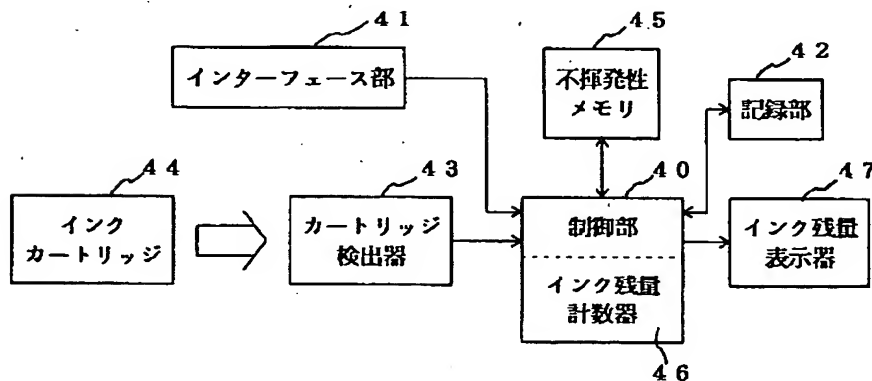 41
インターフェース部
45
不揮発性
メモリ
42
記録部
44
インク
カートリッジ
43
カートリッジ
検出器
40
制御部
インク残量
計数器
46
47
インク残量
表示器